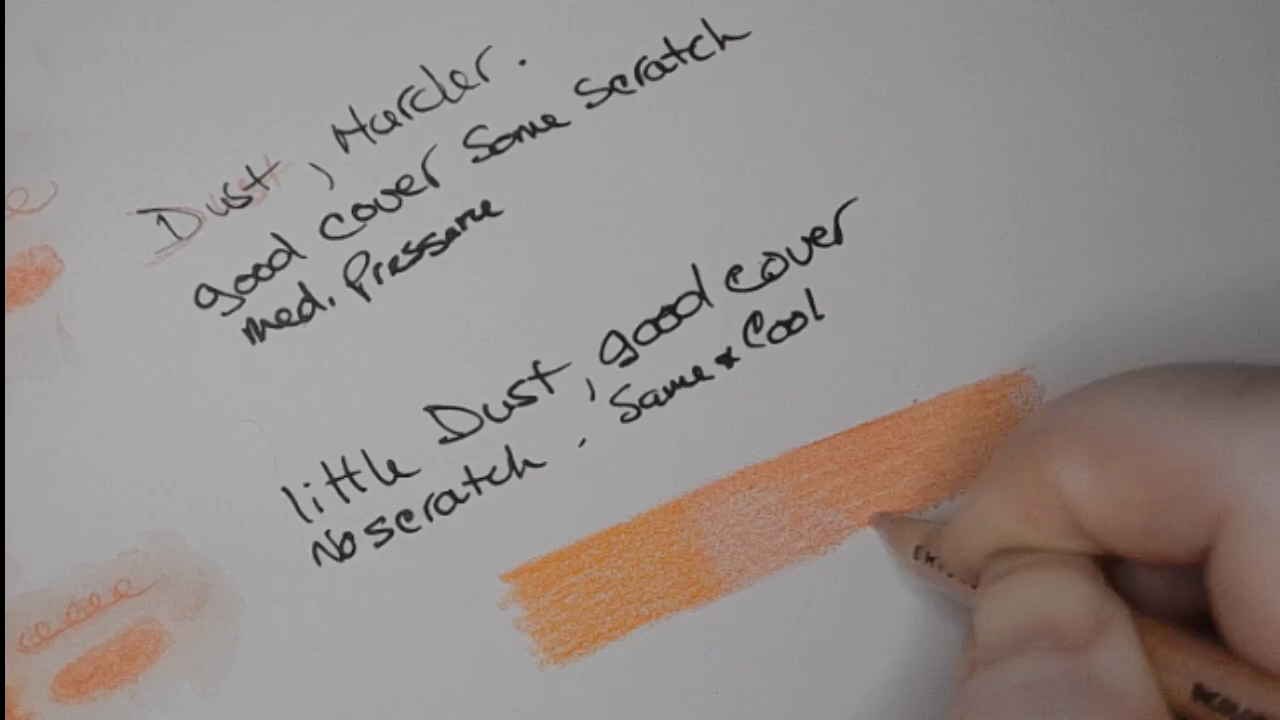 Dust, Harder.
good cover Some Scratch
med. Pressure
little Dust, good cover
No scratch. Same & Cool